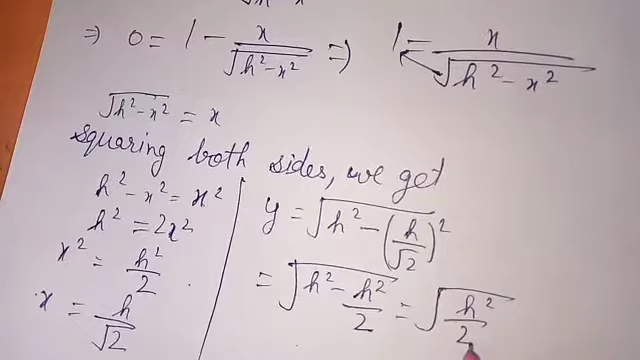 ⇒ 0 = 1 - x/√(h² - x²) ⇒ 1 = x/√(h² - x²)
√(h² - x²) = x
squaring both sides, we get
h² - x² = x²
h² = 2x²
x² = h²/2
x = h/√2
y = √(h² - (h/√2)²)
= √(h² - h²/2) = √(h²/2)